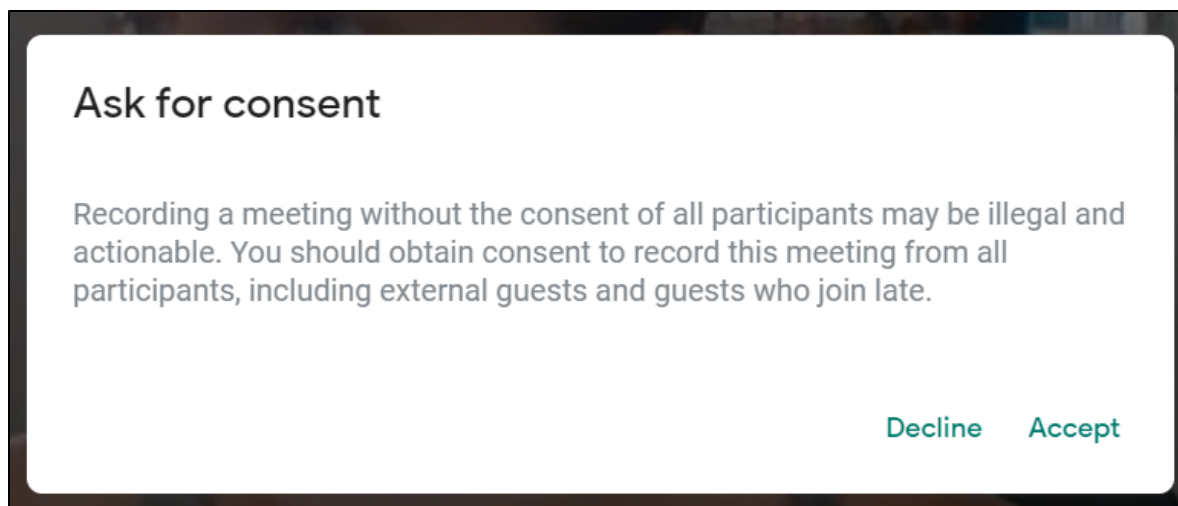 Ask for consent
Recording a meeting without the consent of all participants may be illegal and
actionable. You should obtain consent to record this meeting from all
participants, including external guests and guests who join late.
Decline Accept